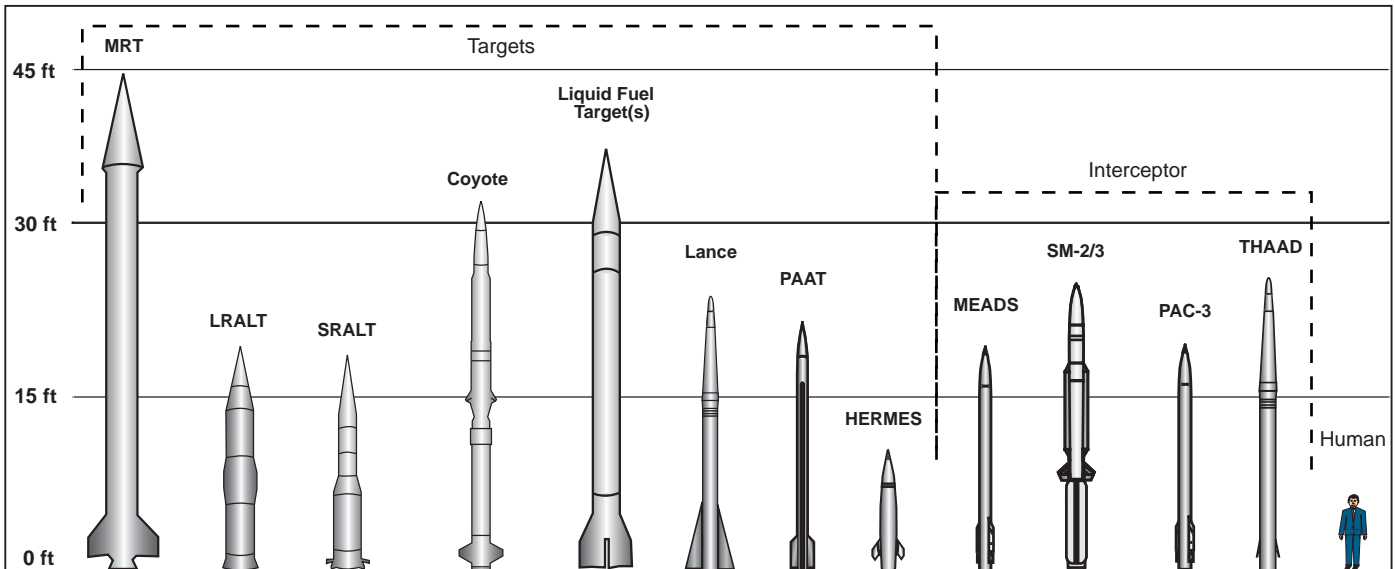 MRT
Targets
45 ft
Liquid Fuel
Target(s)
Interceptor
Coyote
30 ft
Lance
SM-2/3
THAAD
PAAT
MEADS
PAC-3
LRALT
SRALT
15 ft
HERMES
Human
0 ft